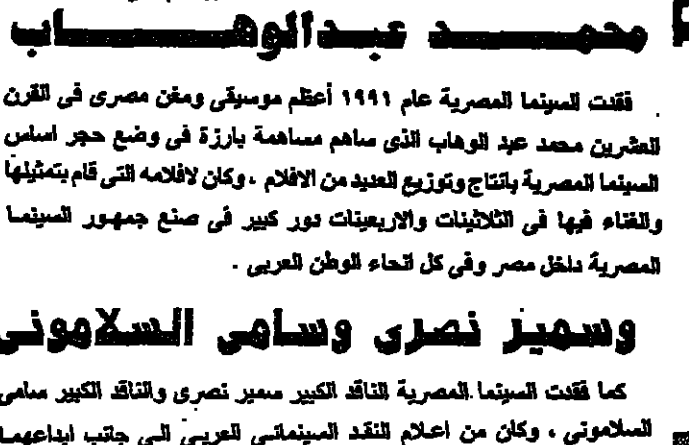 محمد عبدالوهاب
فقدت السينما المصرية عام ١٩٩١ أعظم موسيقى ومغن مصرى فى القرن
العشرين محمد عبد الوهاب الذى ساهم مساهمة بارزة فى وضع حجر اساس
السينما المصرية بانتاج وتوزيع العديد من الافلام ، وكان لافلامه التى قام بتمثيلها
والغناء فيها فى الثلاثينات والاربعينات دور كبير فى صنع جمهور السينما
المصرية داخل مصر وفى كل انحاء الوطن العربى .
وسمير نصرى وسامى السلامونى
كما فقدت السينما المصرية الناقد الكبير سمير نصرى والناقد الكبير سامى
السلامونى ، وكان من اعلام النقد السينمائى العربى الى جانب ابداعهما